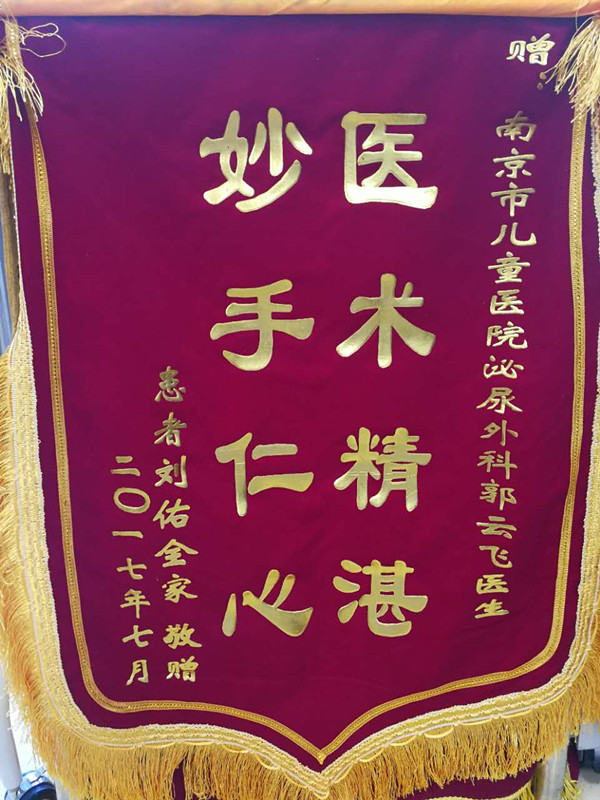 赠
南京市儿童医院泌尿外科郭云飞医生
医术精湛
妙手仁心
患者刘佑全家 敬赠
二〇一七年七月